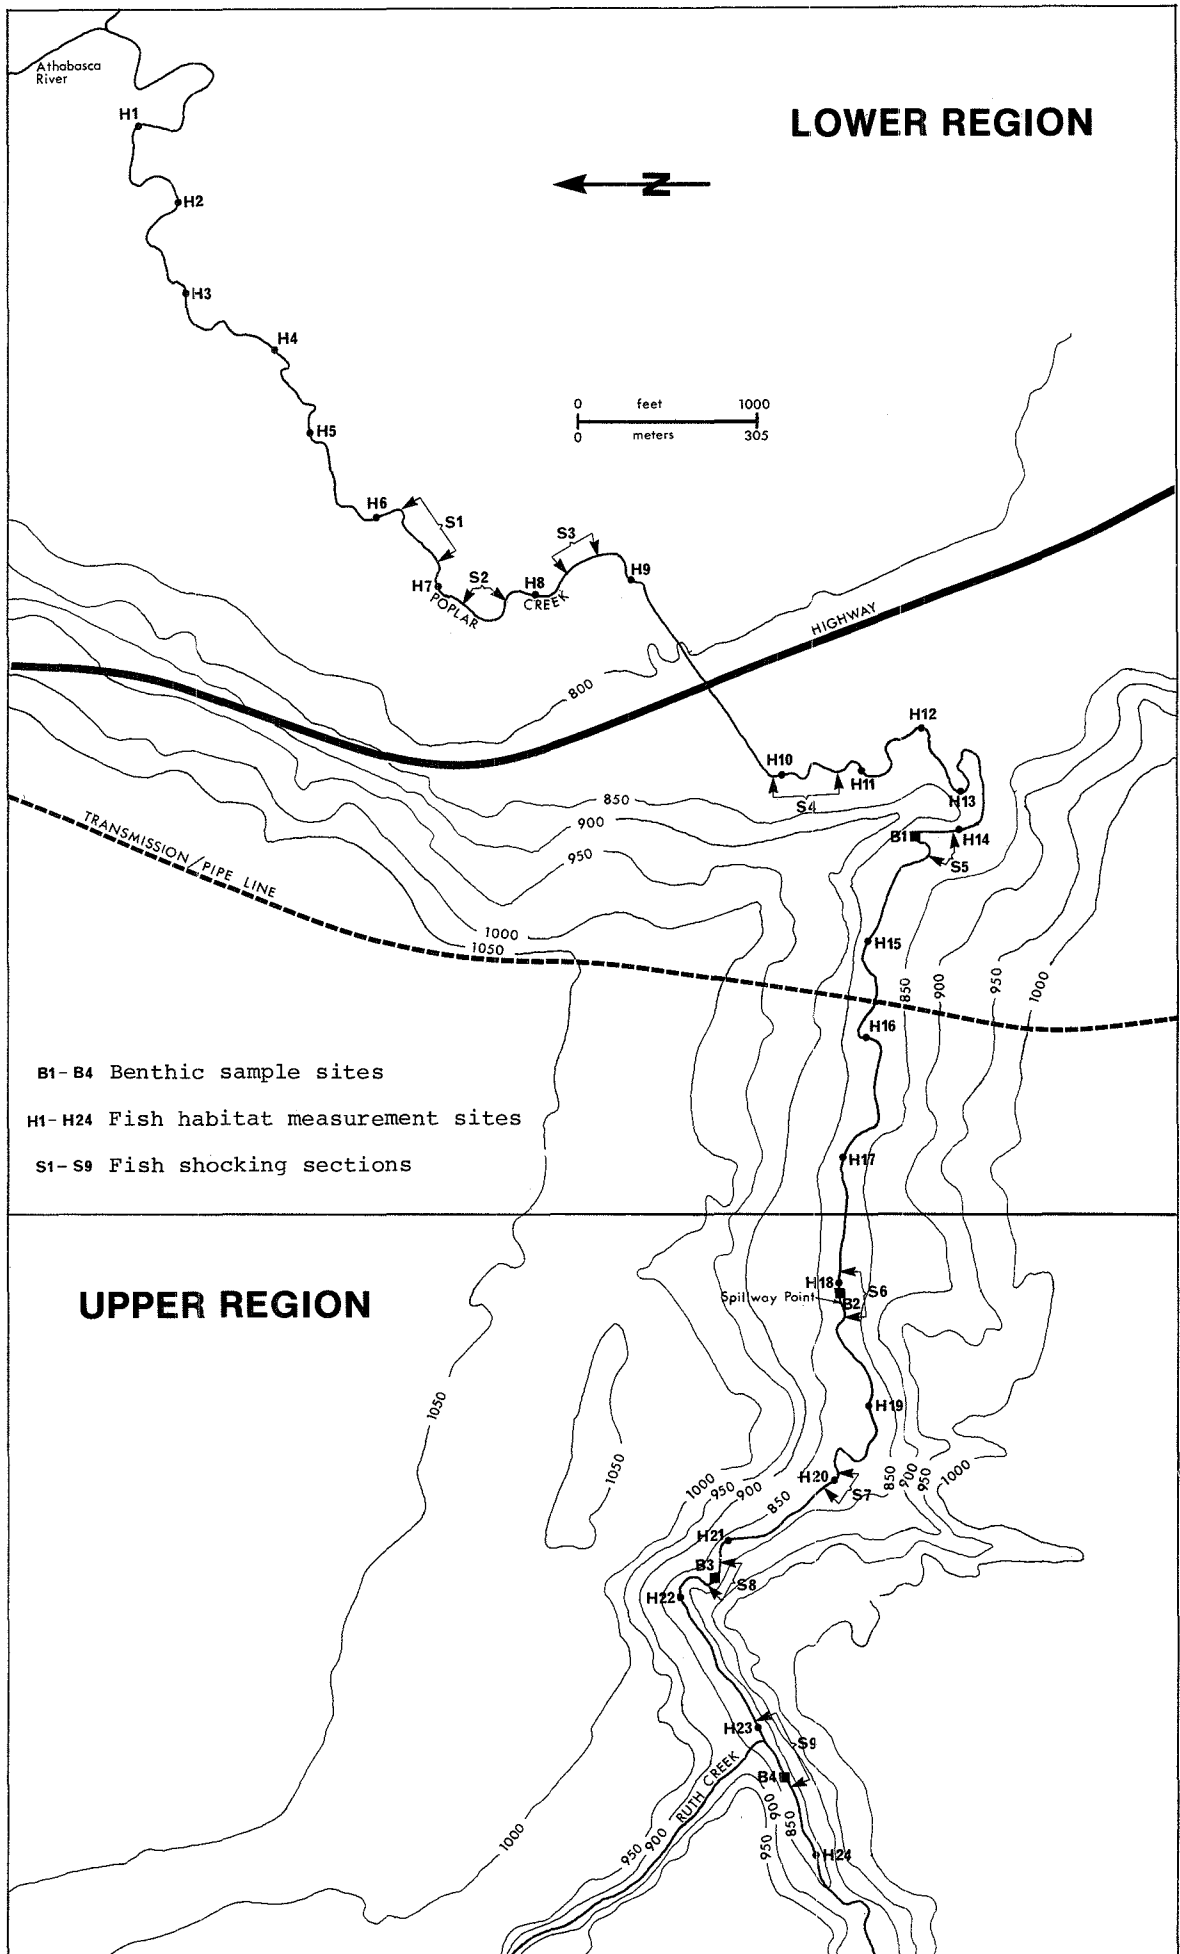 Athabasca
River
H1
LOWER REGION
N
H2
H3
H4
0 feet 1000
0 meters 305
H5
H6
S1
S3
H7
S2
H8
H9
POPLAR
CREEK
HIGHWAY
800
H12
H10
H11
850
S4
H13
900
B1
H14
950
S5
TRANSMISSION/PIPE LINE
1000
1050
H15
850
900
950
1000
H16
B1-B4 Benthic sample sites
H1-H24 Fish habitat measurement sites
S1-S9 Fish shocking sections
H17
UPPER REGION
H18
S6
Spillway Point
B2
1050
H19
1050
H20
850
900
950
1000
1000
950
900
850
S7
H21
B3
S8
H22
H23
S9
RUTH CREEK
B4
900
850
950
1000
950
900
H24